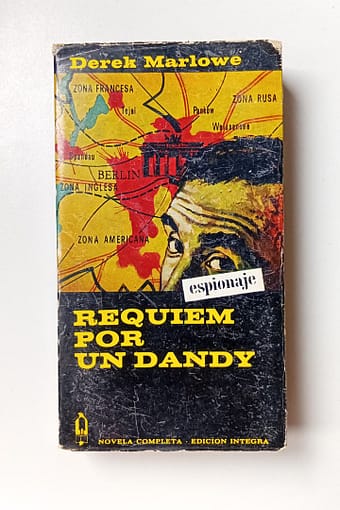 Derek Marlowe
ZONA FRANCESA
Tejel
Pankow
ZONA RUSA
Weissensee
Spandau
BERLIN
ZONA INGLESA
ZONA AMERICANA
espionaje
REQUIEM
POR
UN DANDY
NOVELA COMPLETA - EDICION INTEGRA